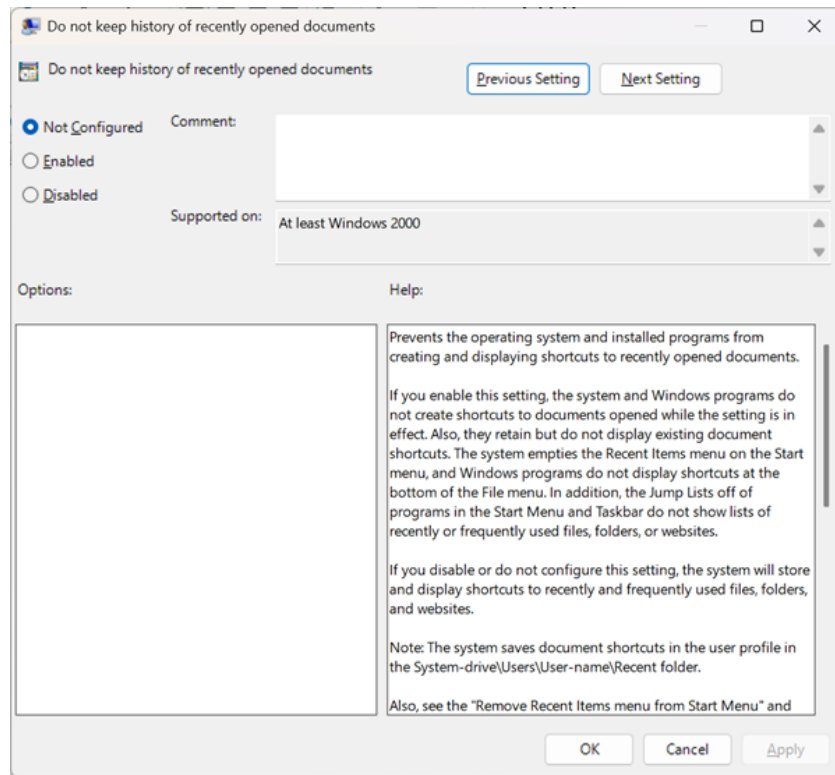 Do not keep history of recently opened documents
Do not keep history of recently opened documents
Previous Setting
Next Setting
Not Configured
Comment:
Enabled
Disabled
Supported on:
At least Windows 2000
Options:
Help:
Prevents the operating system and installed programs from
creating and displaying shortcuts to recently opened documents.
If you enable this setting, the system and Windows programs do
not create shortcuts to documents opened while the setting is in
effect. Also, they retain but do not display existing document
shortcuts. The system empties the Recent Items menu on the Start
menu, and Windows programs do not display shortcuts at the
bottom of the File menu. In addition, the Jump Lists off of
programs in the Start Menu and Taskbar do not show lists of
recently or frequently used files, folders, or websites.
If you disable or do not configure this setting, the system will store
and display shortcuts to recently and frequently used files, folders,
and websites.
Note: The system saves document shortcuts in the user profile in
the System-drive\Users\User-name\Recent folder.
Also, see the "Remove Recent Items menu from Start Menu" and
OK
Cancel
Apply